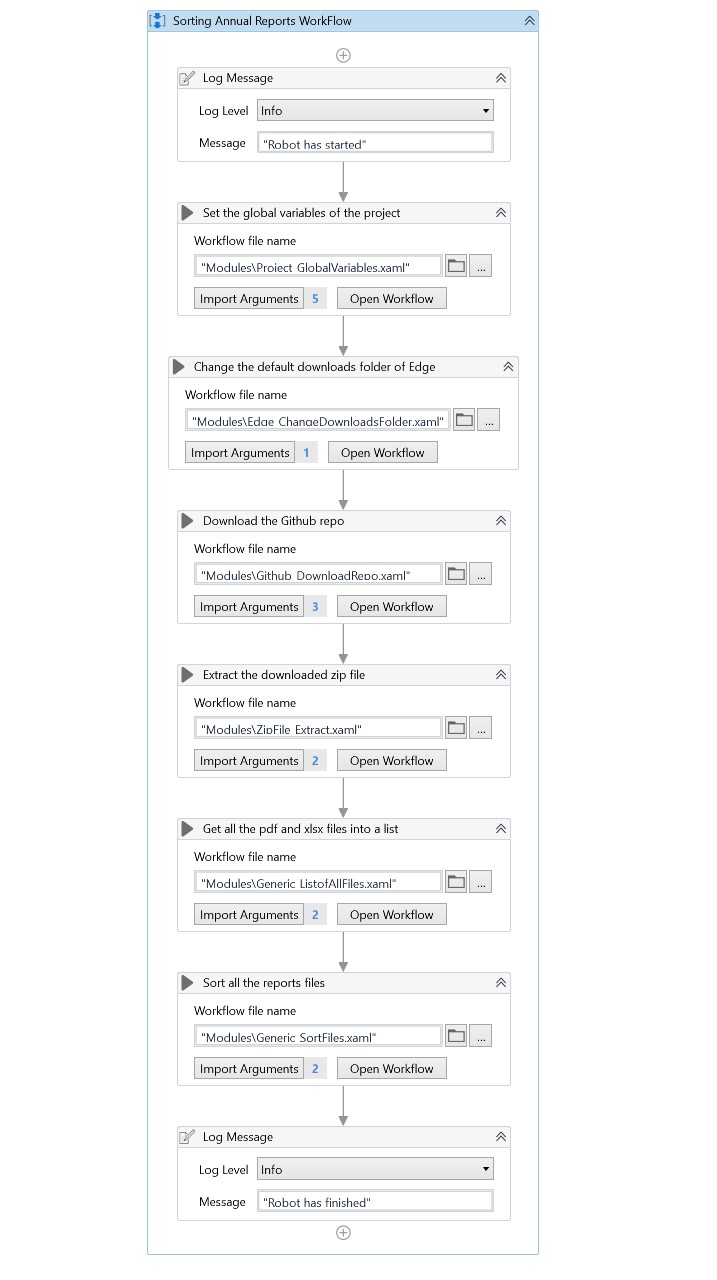 Sorting Annual Reports WorkFlow
Log Message
Log Level Info
Message "Robot has started"
Set the global variables of the project
Workflow file name
"Modules\Project_GlobalVariables.xaml" ...
Import Arguments 5 Open Workflow
Change the default downloads folder of Edge
Workflow file name
"Modules\Edge_ChangeDownloadsFolder.xaml" ...
Import Arguments 1 Open Workflow
Download the Github repo
Workflow file name
"Modules\Github_DownloadRepo.xaml" ...
Import Arguments 3 Open Workflow
Extract the downloaded zip file
Workflow file name
"Modules\ZipFile_Extract.xaml" ...
Import Arguments 2 Open Workflow
Get all the pdf and xlsx files into a list
Workflow file name
"Modules\Generic_ListofAllFiles.xaml" ...
Import Arguments 2 Open Workflow
Sort all the reports files
Workflow file name
"Modules\Generic_SortFiles.xaml" ...
Import Arguments 2 Open Workflow
Log Message
Log Level Info
Message "Robot has finished"